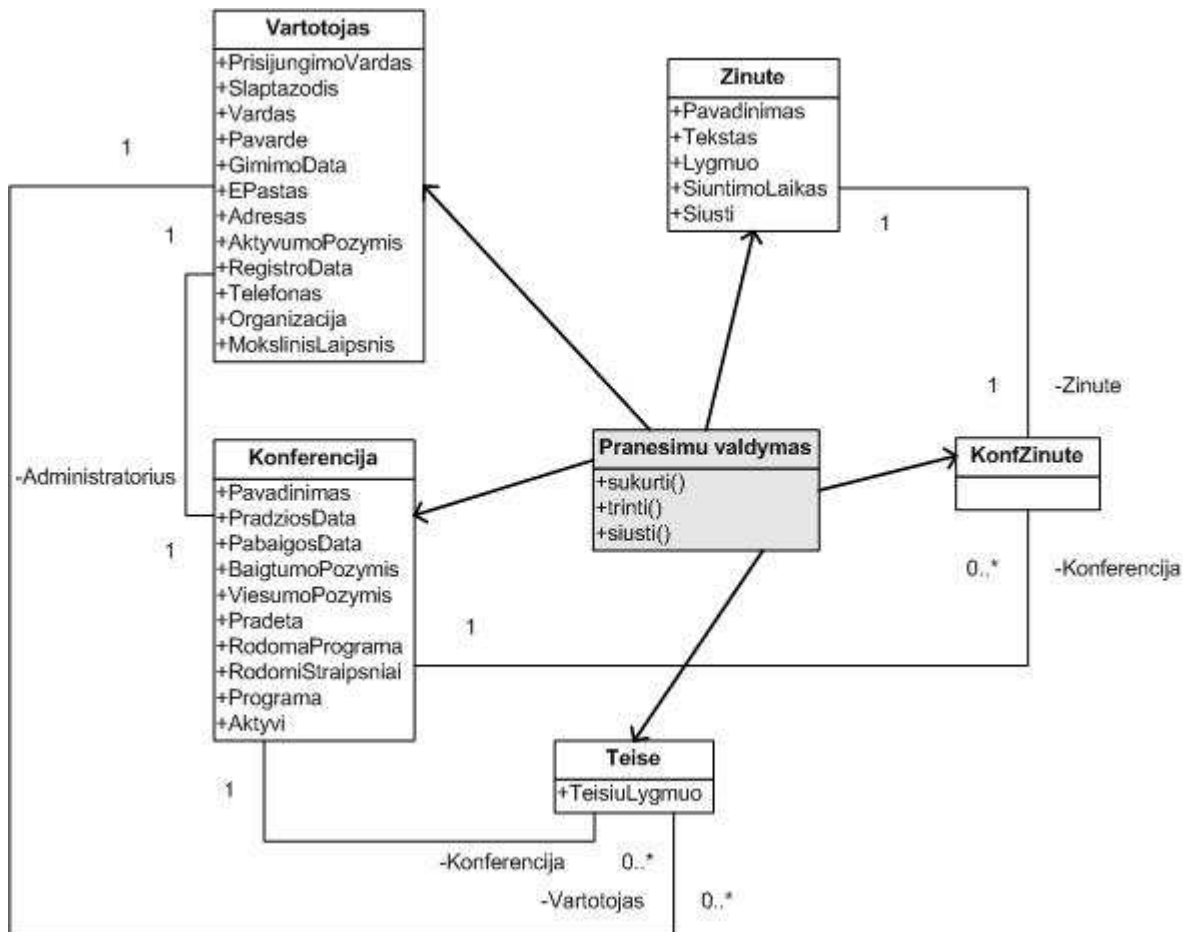 Vartotojas
+PrisijungimoVardas
+Slaptazodis
+Vardas
+Pavarde
+GimimoData
+EPastas
+Adresas
+AktyvumoPozymis
+RegistroData
+Telefonas
+Organizacija
+MokslinisLaipsnis
Zinute
+Pavadinimas
+Tekstas
+Lygmuo
+SiuntimoLaikas
+Siusti
1
1
1
1
-Zinute
Pranesimu valdymas
+sukurti()
+trinti()
+siusti()
KonfZinute
-Administratorius
Konferencija
+Pavadinimas
+PradziosData
+PabaigosData
+BaigtumoPozymis
+ViesumoPozymis
+Pradeta
+RodomaPrograma
+RodomiStraipsniai
+Programa
+Aktyvi
1
0..*
-Konferencija
1
Teise
+TeisiuLygmuo
1
-Konferencija
0..*
-Vartotojas
0..*